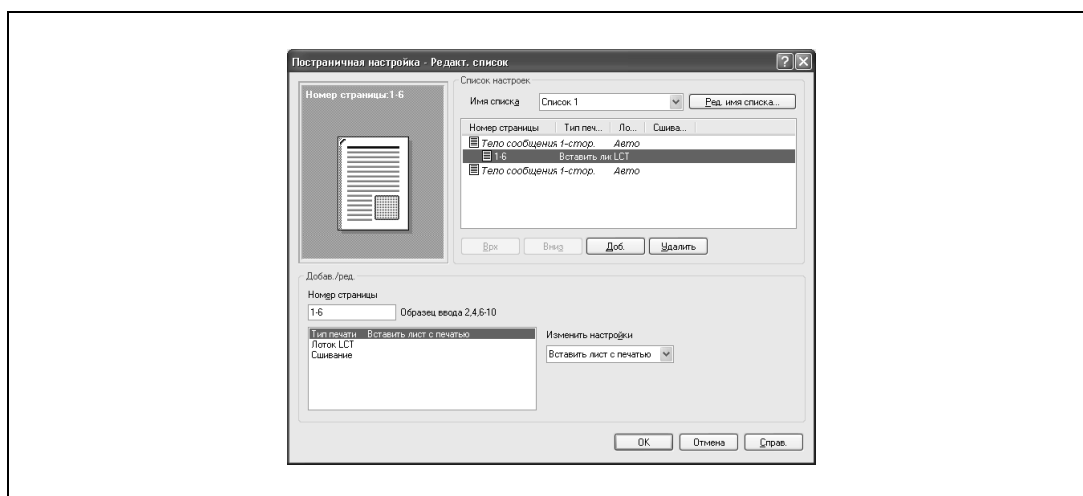 Постраничная настройка - Редакт. список
Номер страницы:1-6
Список настроек
Имя списка Список 1 Ред. имя списка...
Номер страницы Тип печ... Ло... Сшива...
Тело сообщения 1-стор. Авто
1-6 Вставить ли LCT
Тело сообщения 1-стор. Авто
Врх Вниз Доб. Удалить
Добав./ред.
Номер страницы
1-6 Образец ввода 2,4,6-10
Тип печати Вставить лист с печатью
Лоток LCT
Сшивание
Изменить настройки
Вставить лист с печатью
OK Отмена Справ.